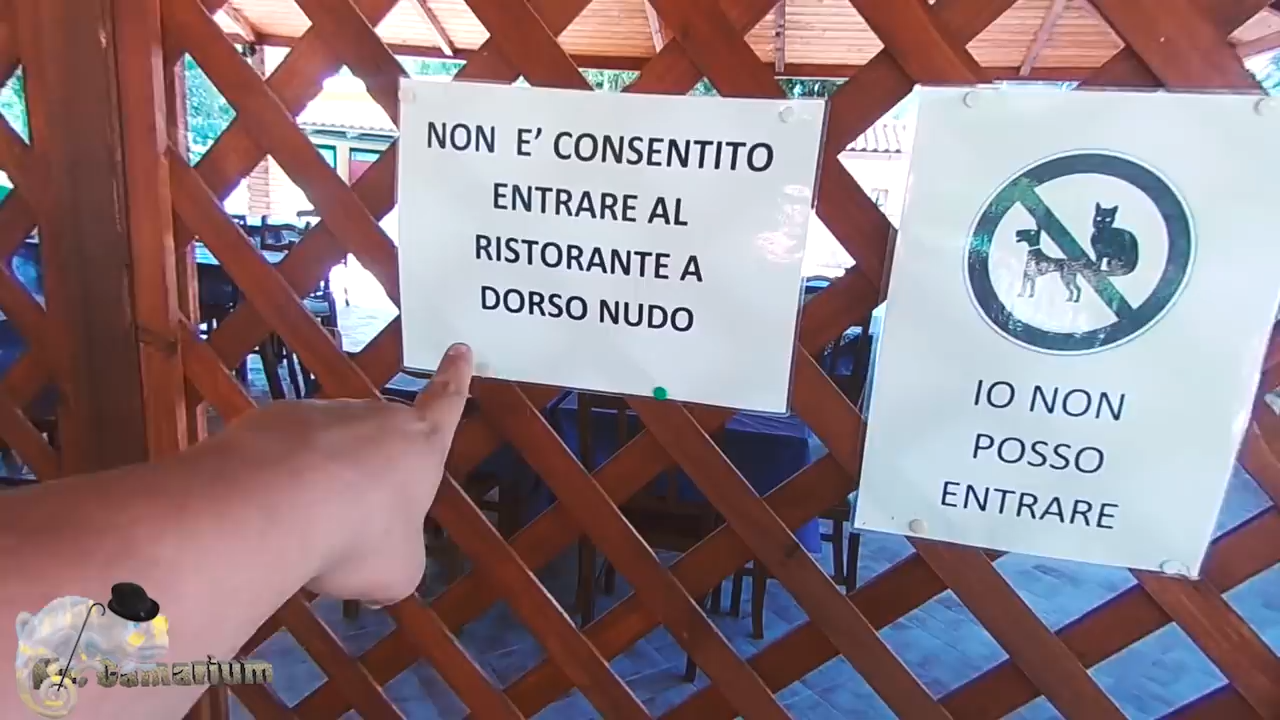 NON E’ CONSENTITO
ENTRARE AL
RISTORANTE A
DORSO NUDO
IO NON
POSSO
ENTRARE